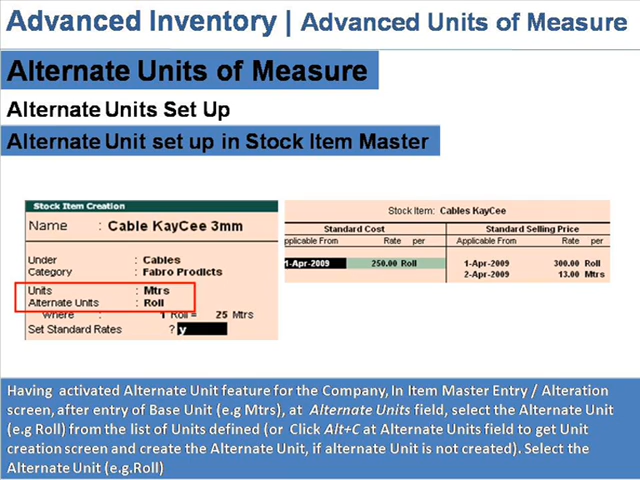 Advanced Inventory | Advanced Units of Measure
Alternate Units of Measure
Alternate Units Set Up
Alternate Unit set up in Stock Item Master
Stock Item Creation
Name : Cable KayCee 3mm
Under : Cables
Category : Fabro Prodicts
Units : Mtrs
Alternate Units : Roll
Where : 1 Roll = 25 Mtrs
Set Standard Rates ? y
Stock Item: Cables KayCee
Standard Cost Standard Selling Price
pplicable From Rate per Applicable From Rate per
1-Apr-2009 250.00 Roll 1-Apr-2009 300.00 Roll
2-Apr-2009 13.00 Mtrs
Having activated Alternate Unit feature for the Company, In Item Master Entry / Alteration
screen, after entry of Base Unit (e.g Mtrs), at Alternate Units field, select the Alternate Unit
(e.g Roll) from the list of Units defined (or Click Alt+C at Alternate Units field to get Unit
creation screen and create the Alternate Unit, if alternate Unit is not created). Select the
Alternate Unit (e.g.Roll)